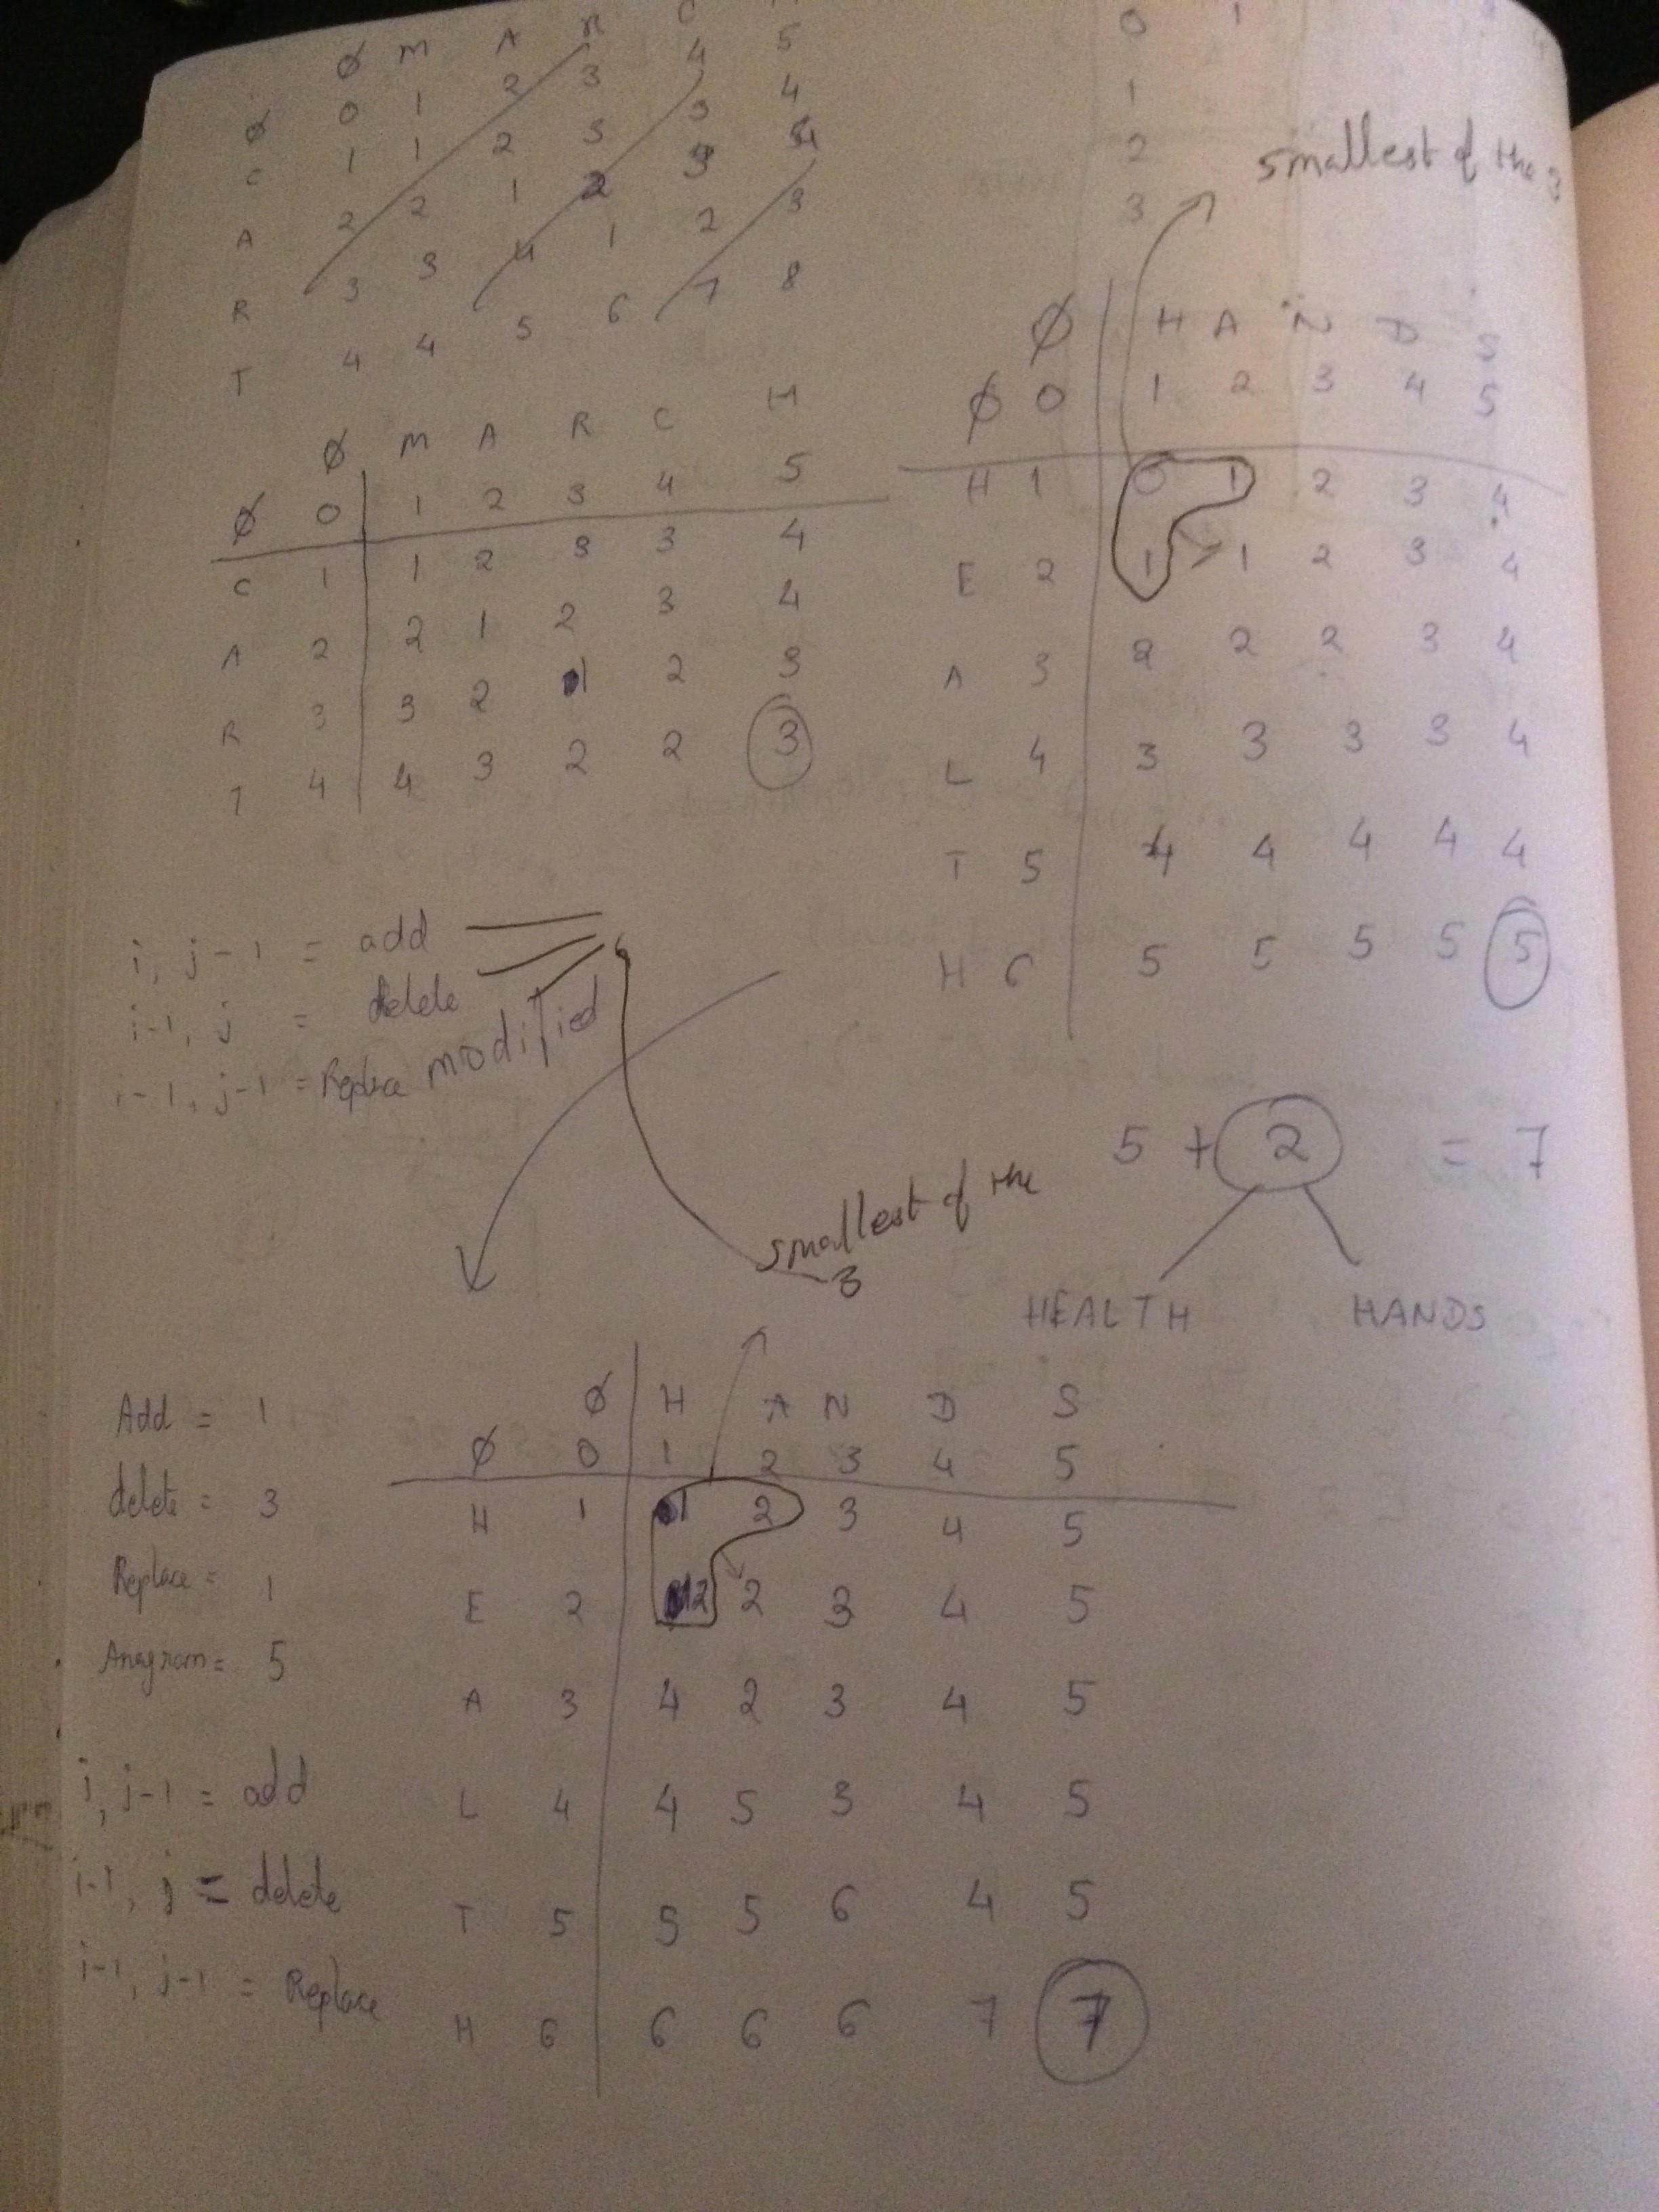 Ø M A R C H
Ø 0 1 2 3 4 5
C 1 1 2 3 3 4
A 2 2 1 2
R 3 3 4 1 2 3
T 4 4 5 6 7 8
0 1
1
2
3
smallest of the 3
Ø M A R C H
Ø 0 1 2 3 4 5
C 1 1 2 3 3 4
A 2 2 1 2 3 4
R 3 3 2 1 2 3
T 4 4 3 2 2 3
Ø H A N D S
Ø 0 1 2 3 4 5
H 1 0 1 2 3 4
E 2 1 1 2 3 4
A 3 2 2 2 3 4
L 4 3 3 3 3 4
T 5 4 4 4 4 4
H 6 5 5 5 5 5
i, j-1 = add
i-1, j = delete
i-1, j-1 = Replace modified
smallest of the
3
5 + 2 = 7
HEALTH HANDS
Add = 1
delete = 3
Replace = 1
Anagram = 5
i, j-1 = add
i-1, j = delete
i-1, j-1 = Replace
Ø H A N D S
Ø 0 1 2 3 4 5
H 1 1 2 3 4 5
E 2 2 2 3 4 5
A 3 4 2 3 4 5
L 4 4 5 3 4 5
T 5 5 5 6 4 5
H 6 6 6 6 7 7